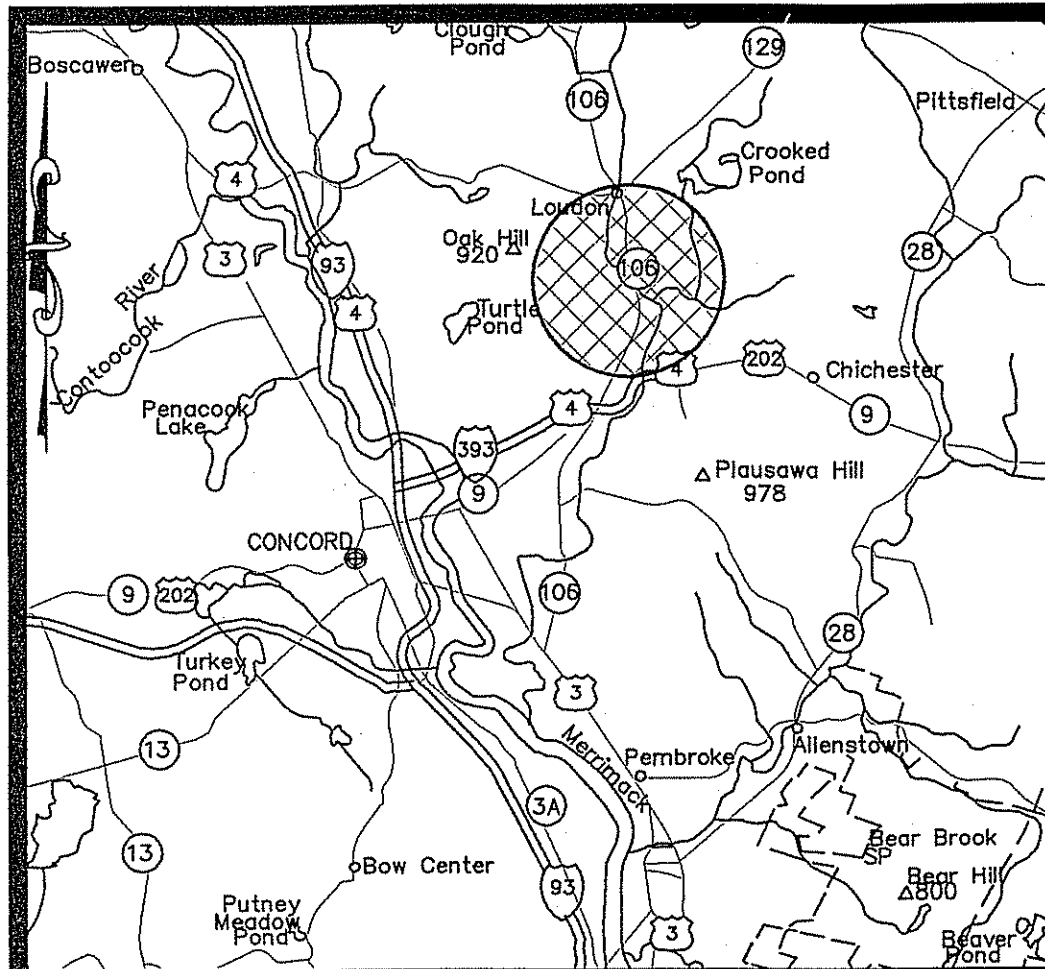 Clough
Pond
129
Boscawen
106
Pittsfield
Crooked
Pond
4
Loudon
Oak Hill
920
28
3
93
106
River
4
Turtle
Pond
202
4
Contoocook
Chichester
4
9
Penacook
Lake
393
Plausawa Hill
978
9
CONCORD
9
202
106
28
Turkey
Pond
3
Merrimack
Allenstown
13
Pembroke
3A
13
Bear Brook
SP
Bow Center
Bear Hill
800
93
Putney
Meadow
Pond
3
Beaver
Pond